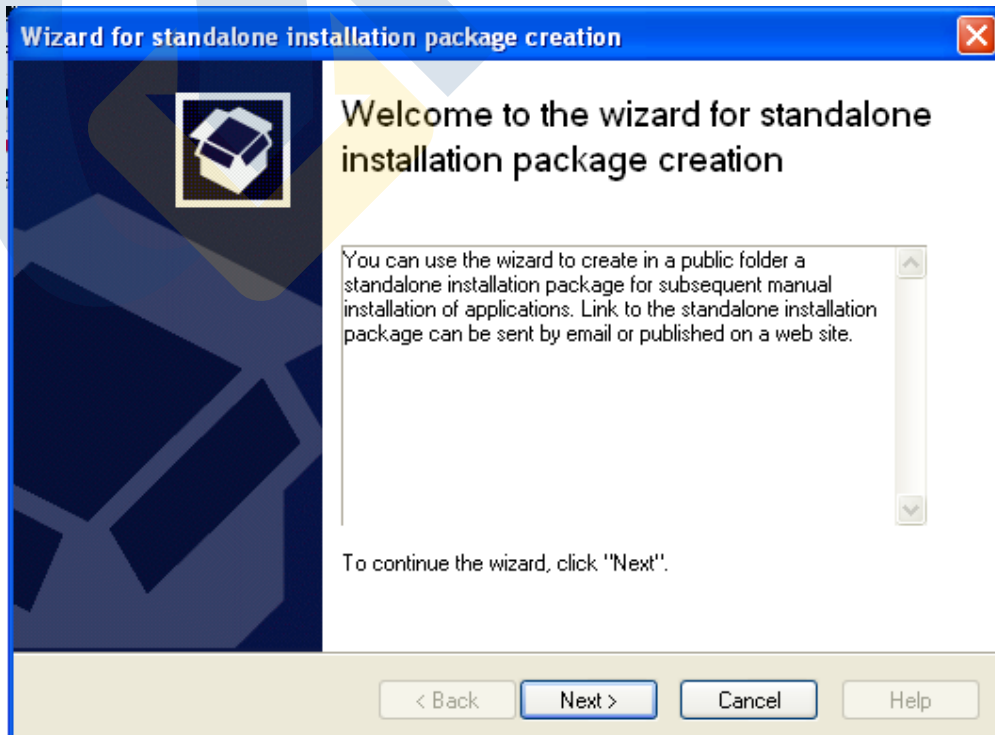 Wizard for standalone installation package creation
Welcome to the wizard for standalone
installation package creation
You can use the wizard to create in a public folder a
standalone installation package for subsequent manual
installation of applications. Link to the standalone installation
package can be sent by email or published on a web site.
To continue the wizard, click "Next".
< Back
Next >
Cancel
Help